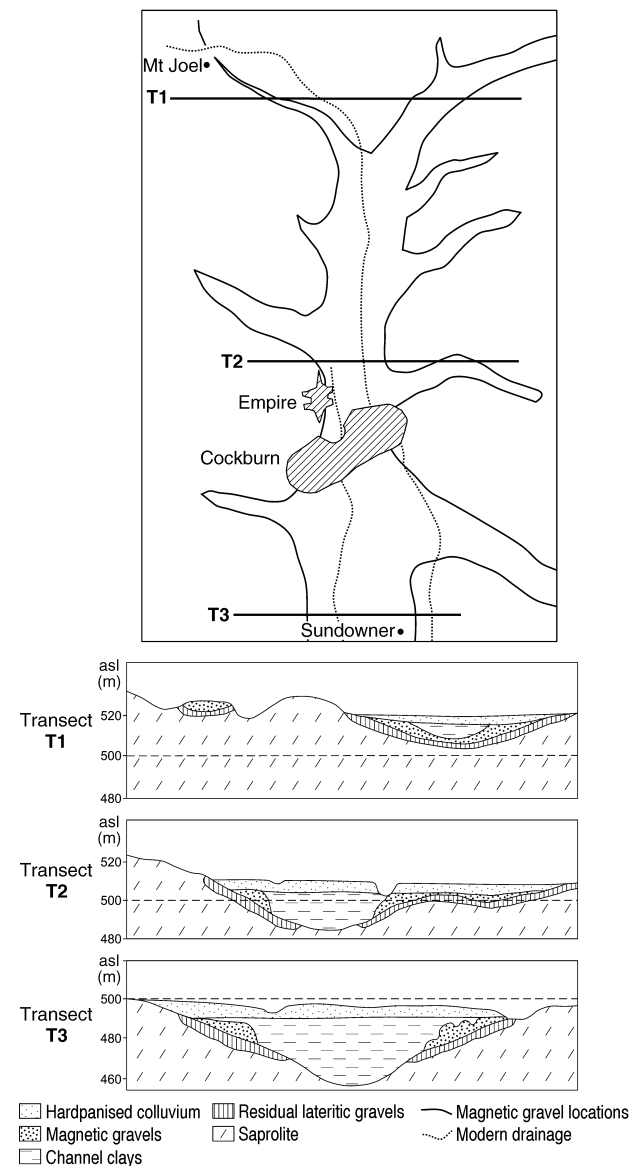 Mt Joel
T1
T2
Empire
Cockburn
T3
Sundowner
asl
(m)
520
Transect
T1
500
480
asl
(m)
520
Transect
T2
500
480
asl
(m)
500
Transect
T3
480
460
Hardpanised colluvium
Residual lateritic gravels
Magnetic gravel locations
Magnetic gravels
Saprolite
Modern drainage
Channel clays